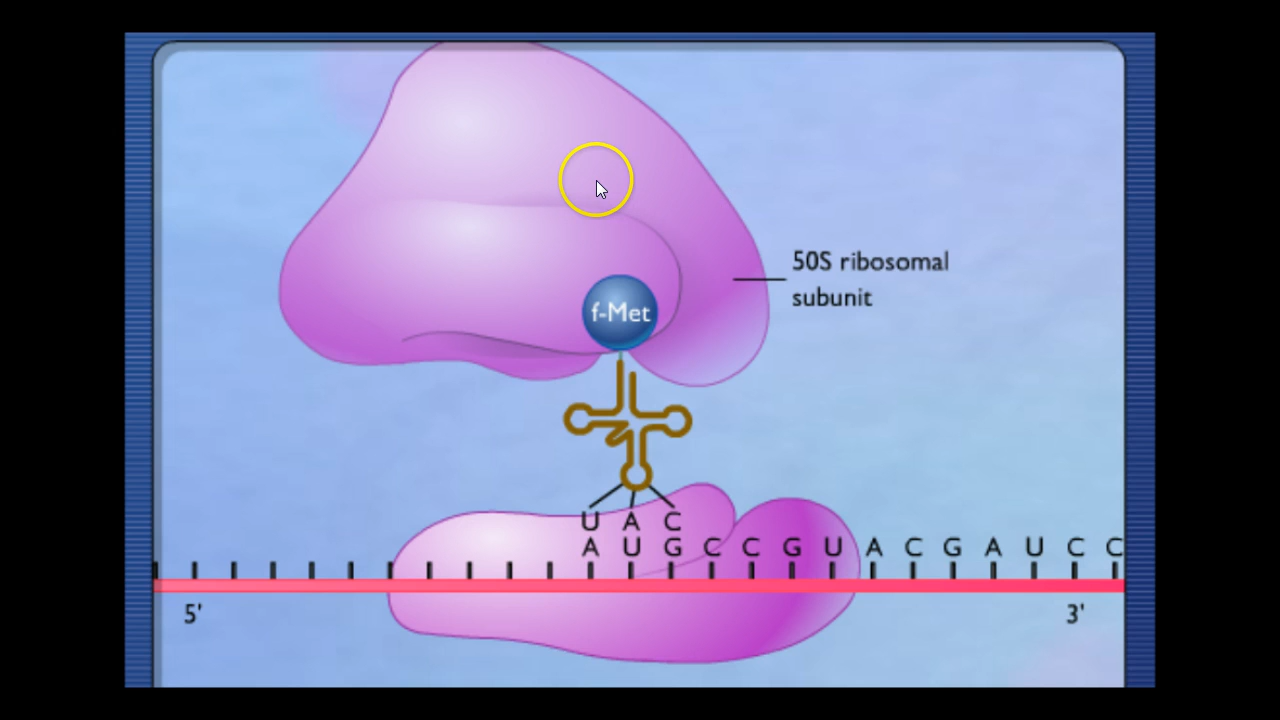 50S ribosomal
subunit
f-Met
U A C
A U G C C G U A C G A U C C
5' 3'